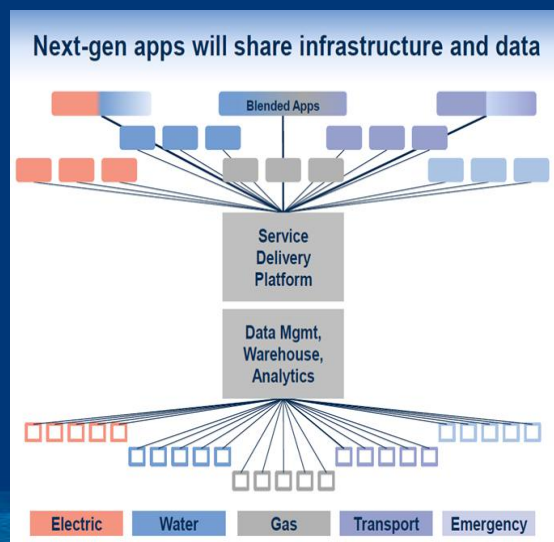 Next-gen apps will share infrastructure and data
Blended Apps
Service
Delivery
Platform
Data Mgmt,
Warehouse,
Analytics
Electric
Water
Gas
Transport
Emergency